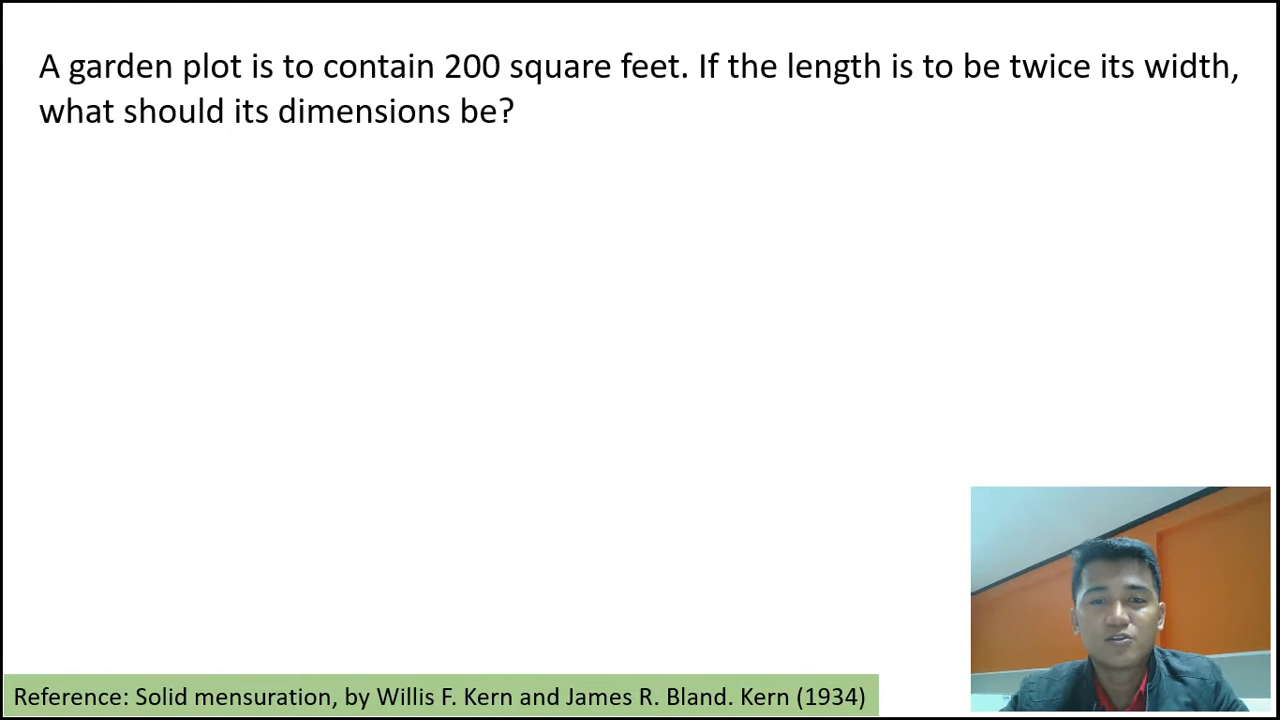 A garden plot is to contain 200 square feet. If the length is to be twice its width,
what should its dimensions be?
Reference: Solid mensuration, by Willis F. Kern and James R. Bland. Kern (1934)